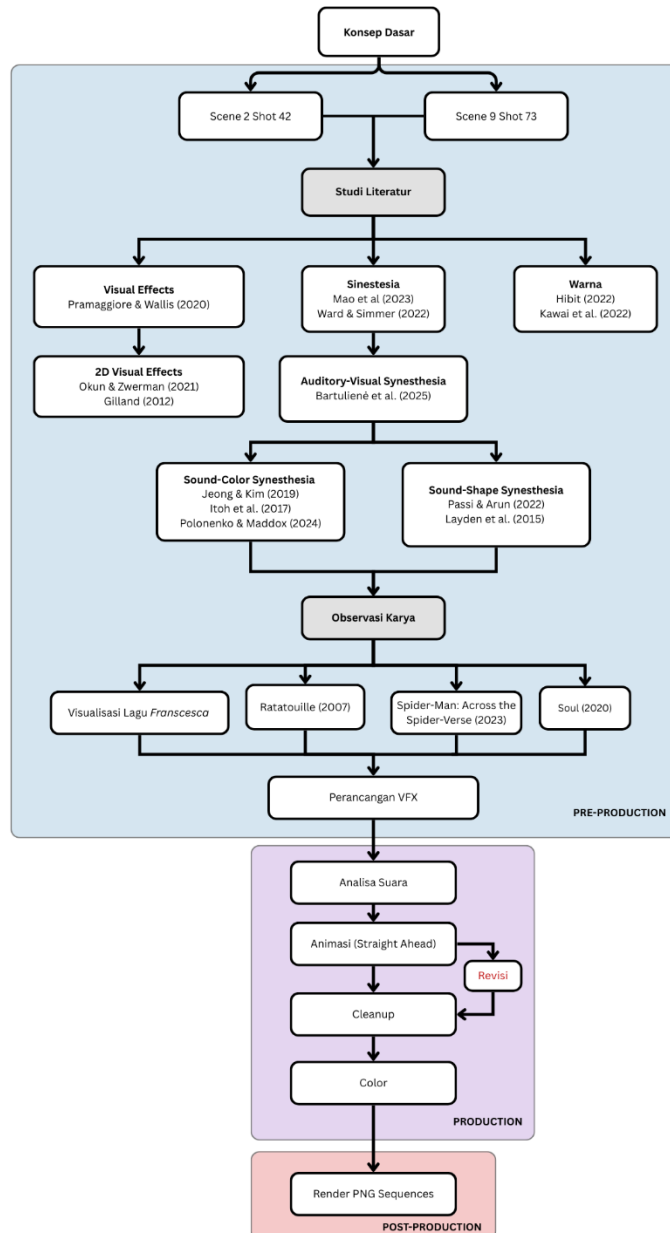 Konsep Dasar
Scene 2 Shot 42
Scene 9 Shot 73
Studi Literatur
Visual Effects
Pramaggiore & Wallis (2020)
Sinestesia
Mao et al (2023)
Ward & Simmer (2022)
Warna
Hibit (2022)
Kawai et al. (2022)
2D Visual Effects
Okun & Zwerman (2021)
Gilland (2012)
Auditory-Visual Synesthesia
Bartulienė et al. (2025)
Sound-Color Synesthesia
Jeong & Kim (2019)
Itoh et al. (2017)
Polonenko & Maddox (2024)
Sound-Shape Synesthesia
Passi & Arun (2022)
Layden et al. (2015)
Observasi Karya
Visualisasi Lagu Franscesca
Ratatouille (2007)
Spider-Man: Across the
Spider-Verse (2023)
Soul (2020)
Perancangan VFX
PRE-PRODUCTION
Analisa Suara
Animasi (Straight Ahead)
Revisi
Cleanup
Color
PRODUCTION
Render PNG Sequences
POST-PRODUCTION